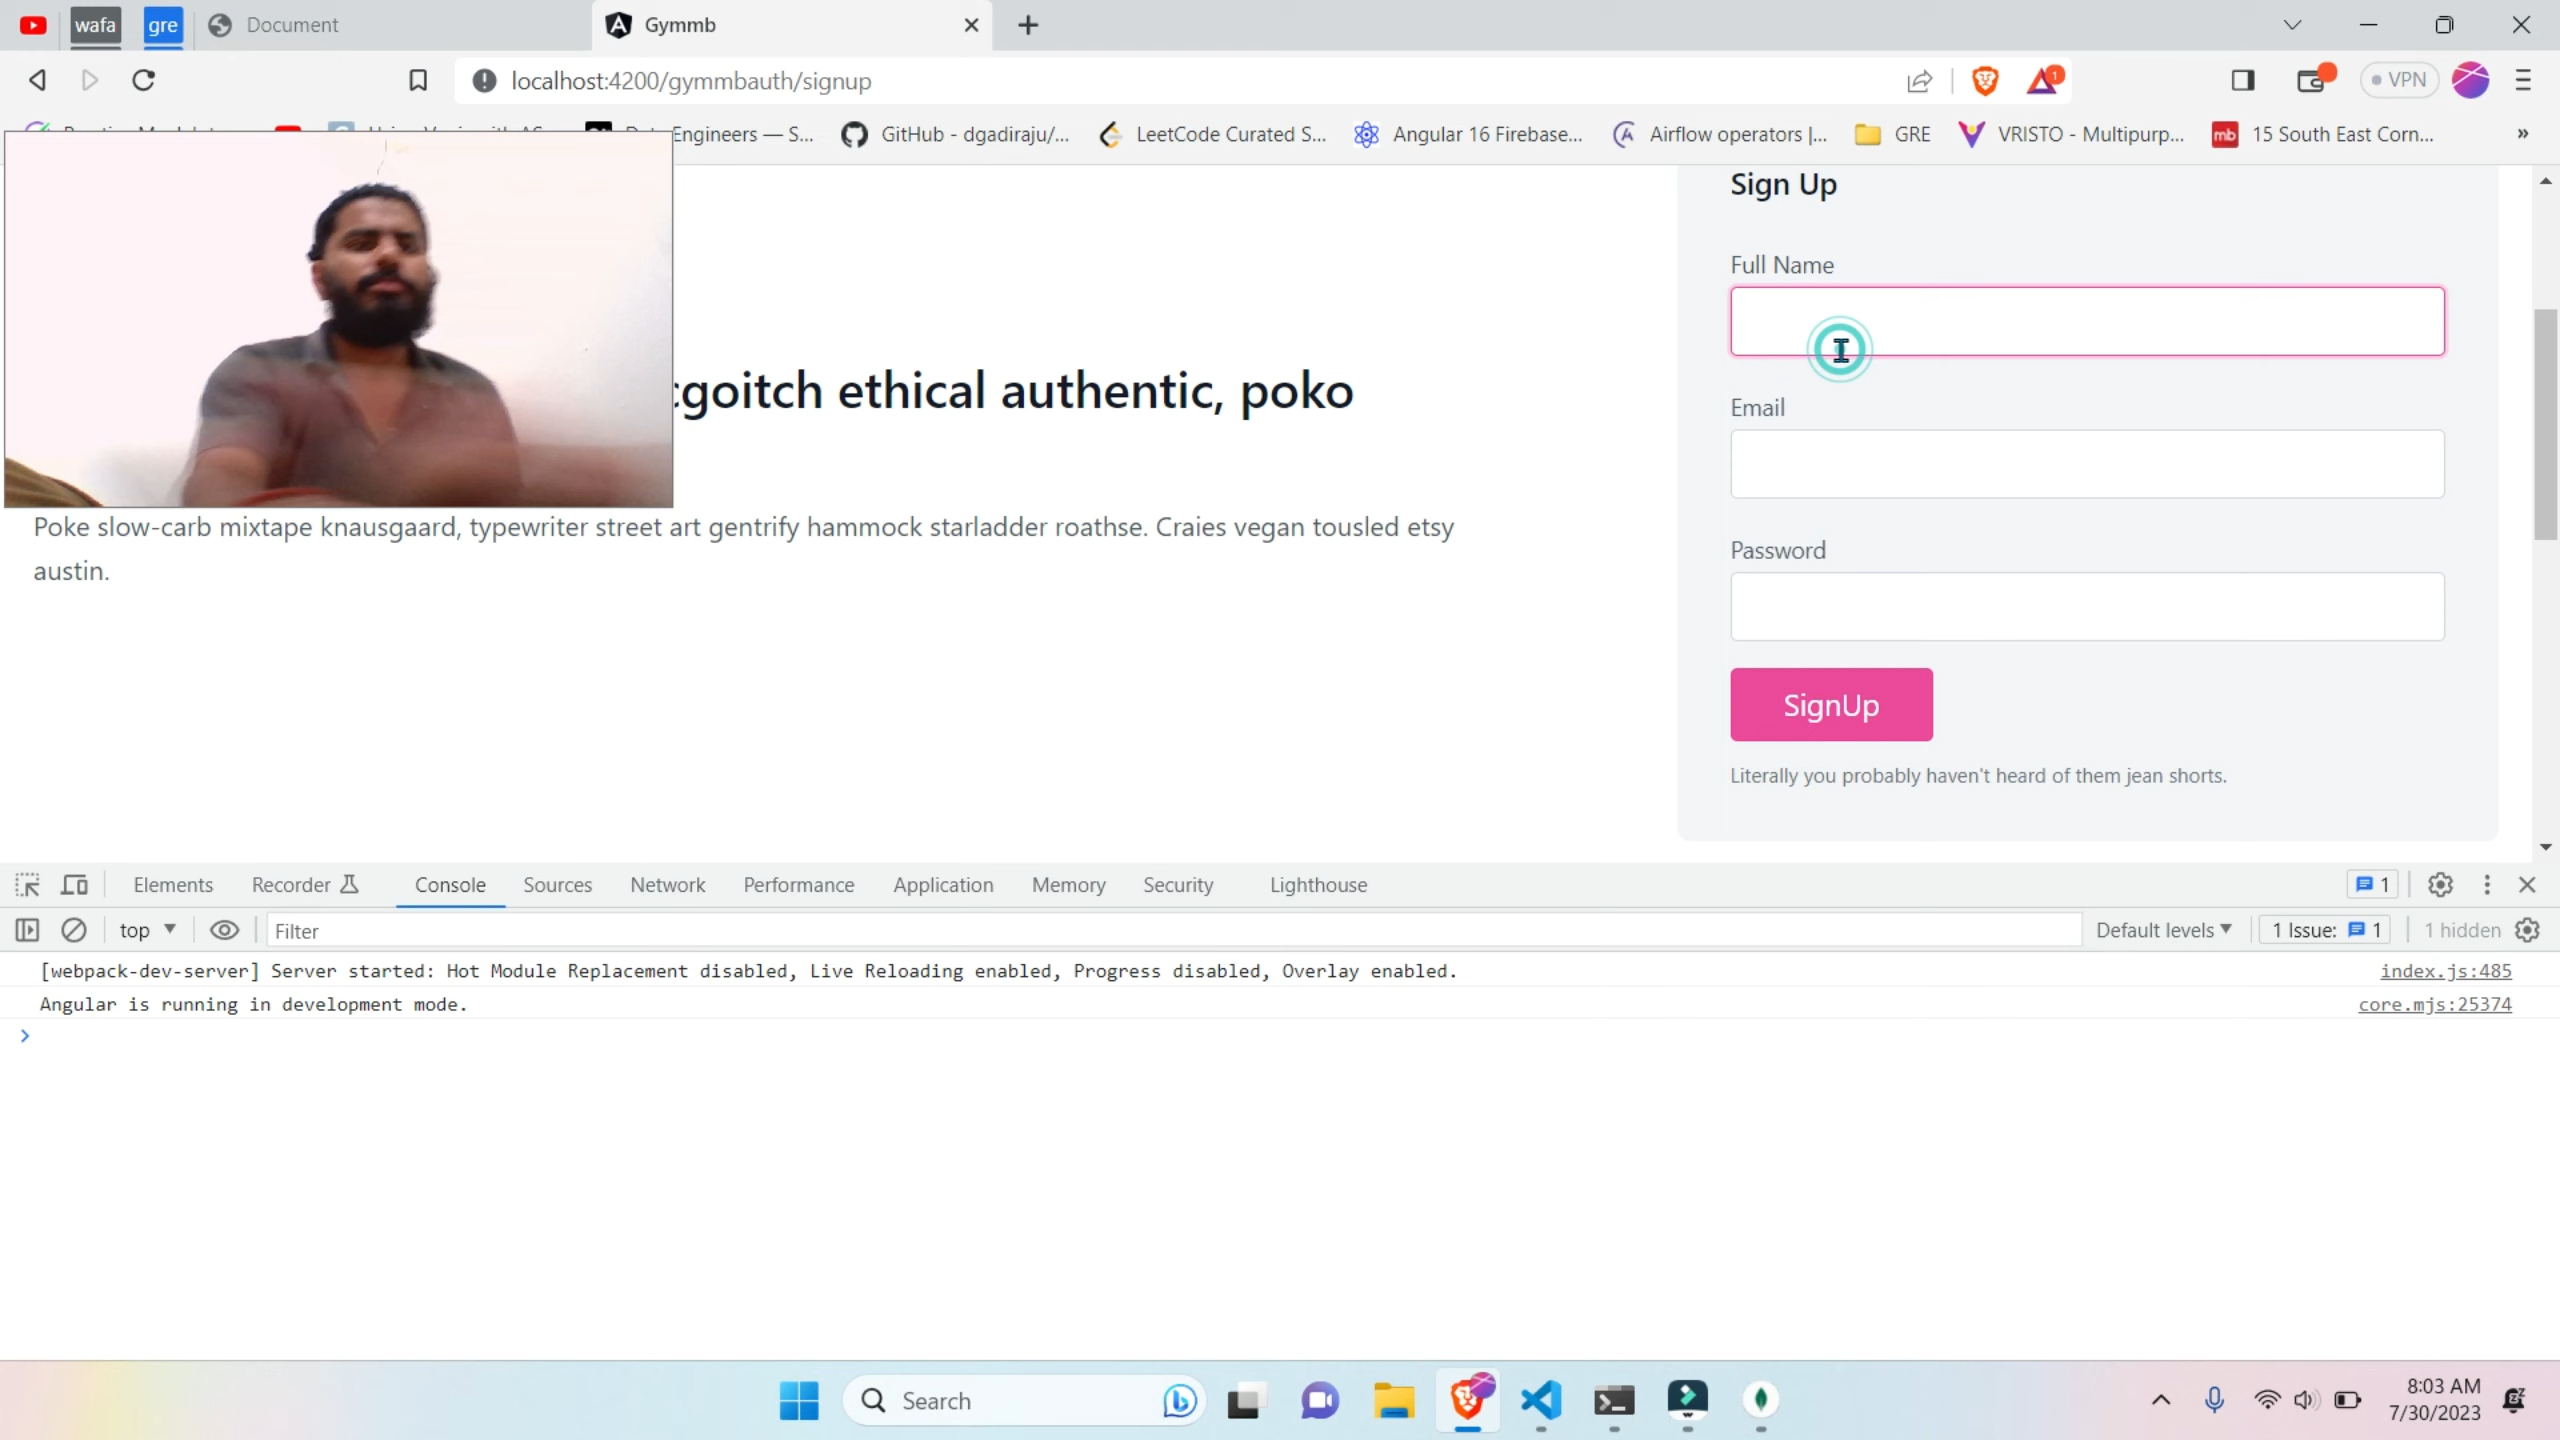 wafa
gre
Document
Gymmb
localhost:4200/gymmbauth/signup
1
VPN
Engineers — S...
GitHub - dgadiraju/...
LeetCode Curated S...
Angular 16 Firebase...
Airflow operators |...
GRE
VRISTO - Multipurp...
mb
15 South East Corn...
»
Sign Up
Full Name
cgoitch ethical authentic, poko
Email
Poke slow-carb mixtape knausgaard, typewriter street art gentrify hammock starladder roathse. Craies vegan tousled etsy
austin.
Password
SignUp
Literally you probably haven't heard of them jean shorts.
Elements
Recorder
Console
Sources
Network
Performance
Application
Memory
Security
Lighthouse
1
top
Filter
Default levels
1 Issue:
1
1 hidden
[webpack-dev-server] Server started: Hot Module Replacement disabled, Live Reloading enabled, Progress disabled, Overlay enabled.
index.js:485
Angular is running in development mode.
core.mjs:25374
Search
8:03 AM
7/30/2023